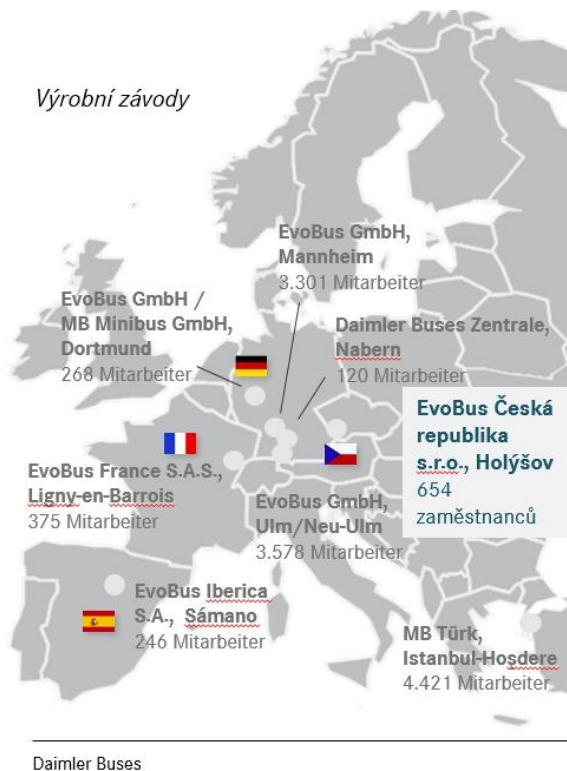 Výrobní závody
EvoBus GmbH,
Mannheim
3.301 Mitarbeiter
EvoBus GmbH /
MB Minibus GmbH,
Dortmund
268 Mitarbeiter
Daimler Buses Zentrale,
Nabern
120 Mitarbeiter
EvoBus Česká
republika
s.r.o., Holýšov
654
zaměstnanců
EvoBus France S.A.S.,
Ligny-en-Barrois
375 Mitarbeiter
EvoBus GmbH,
Ulm/Neu-Ulm
3.578 Mitarbeiter
EvoBus Iberica
S.A., Sámano
246 Mitarbeiter
MB Türk,
Istanbul-Hoşdere
4.421 Mitarbeiter
Daimler Buses